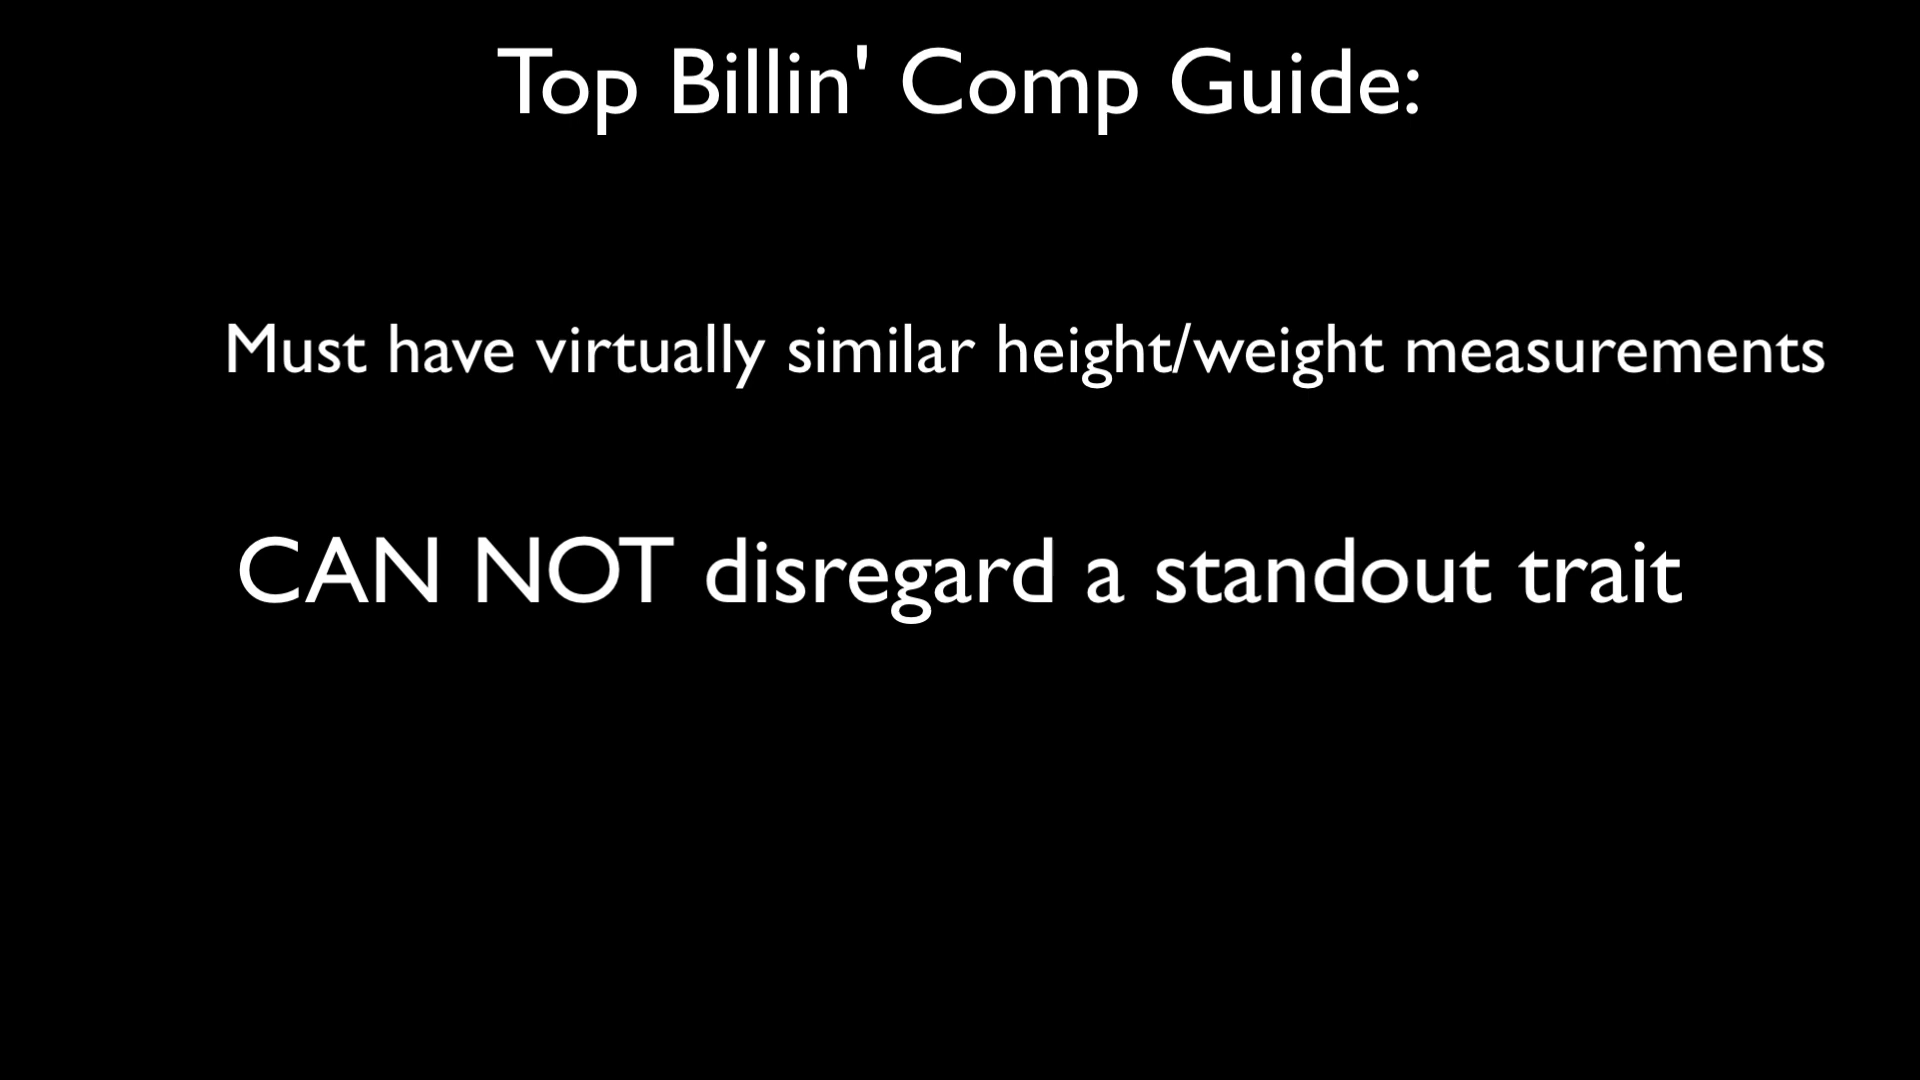 Top Billin' Comp Guide:
Must have virtually similar height/weight measurements
CAN NOT disregard a standout trait